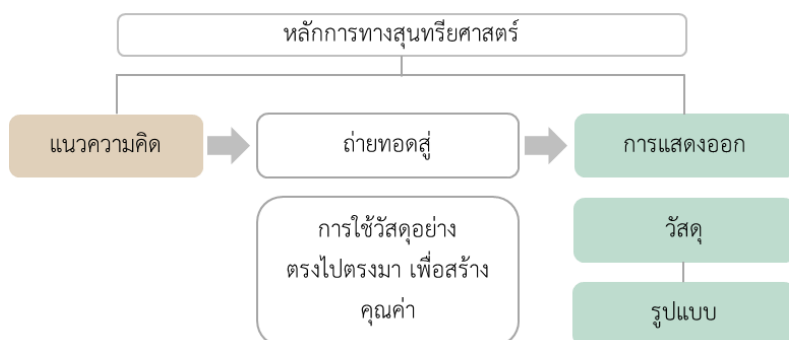 หลักการทางสุนทรียศาสตร์
แนวความคิด
ถ่ายทอดสู่
การแสดงออก
การใช้วัสดุอย่าง
ตรงไปตรงมา เพื่อสร้าง
คุณค่า
วัสดุ
รูปแบบ